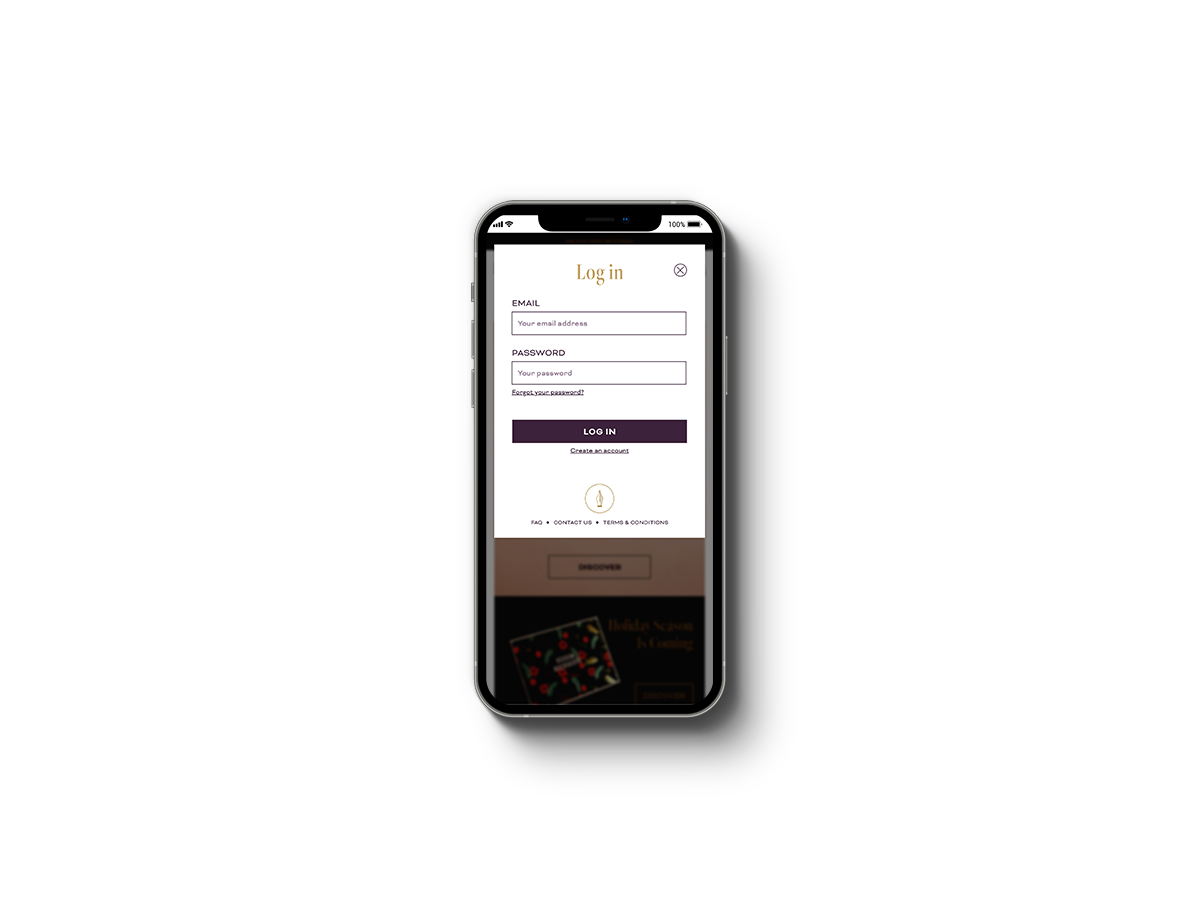 100%
Log in
EMAIL
Your email address
PASSWORD
Your password
Forgot your password?
LOG IN
Create an account
FAQ • CONTACT US • TERMS & CONDITIONS
DISCOVER
Holiday Season
Is Coming
DISCOVER